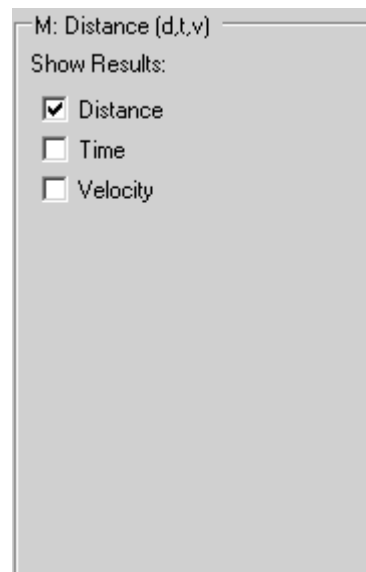 M: Distance (d,t,v)
Show Results:
Distance
Time
Velocity